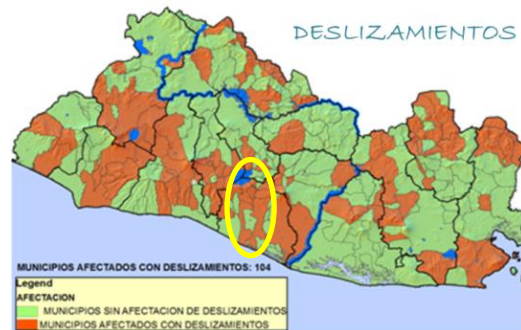 DESLIZAMIENTOS
MUNICIPIOS AFECTADOS CON DESLIZAMIENTOS: 104
Legend
AFECTACION
MUNICIPIOS SIN AFECTACION DE DESLIZAMIENTOS
MUNICIPIOS AFECTADOS CON DESLIZAMIENTOS